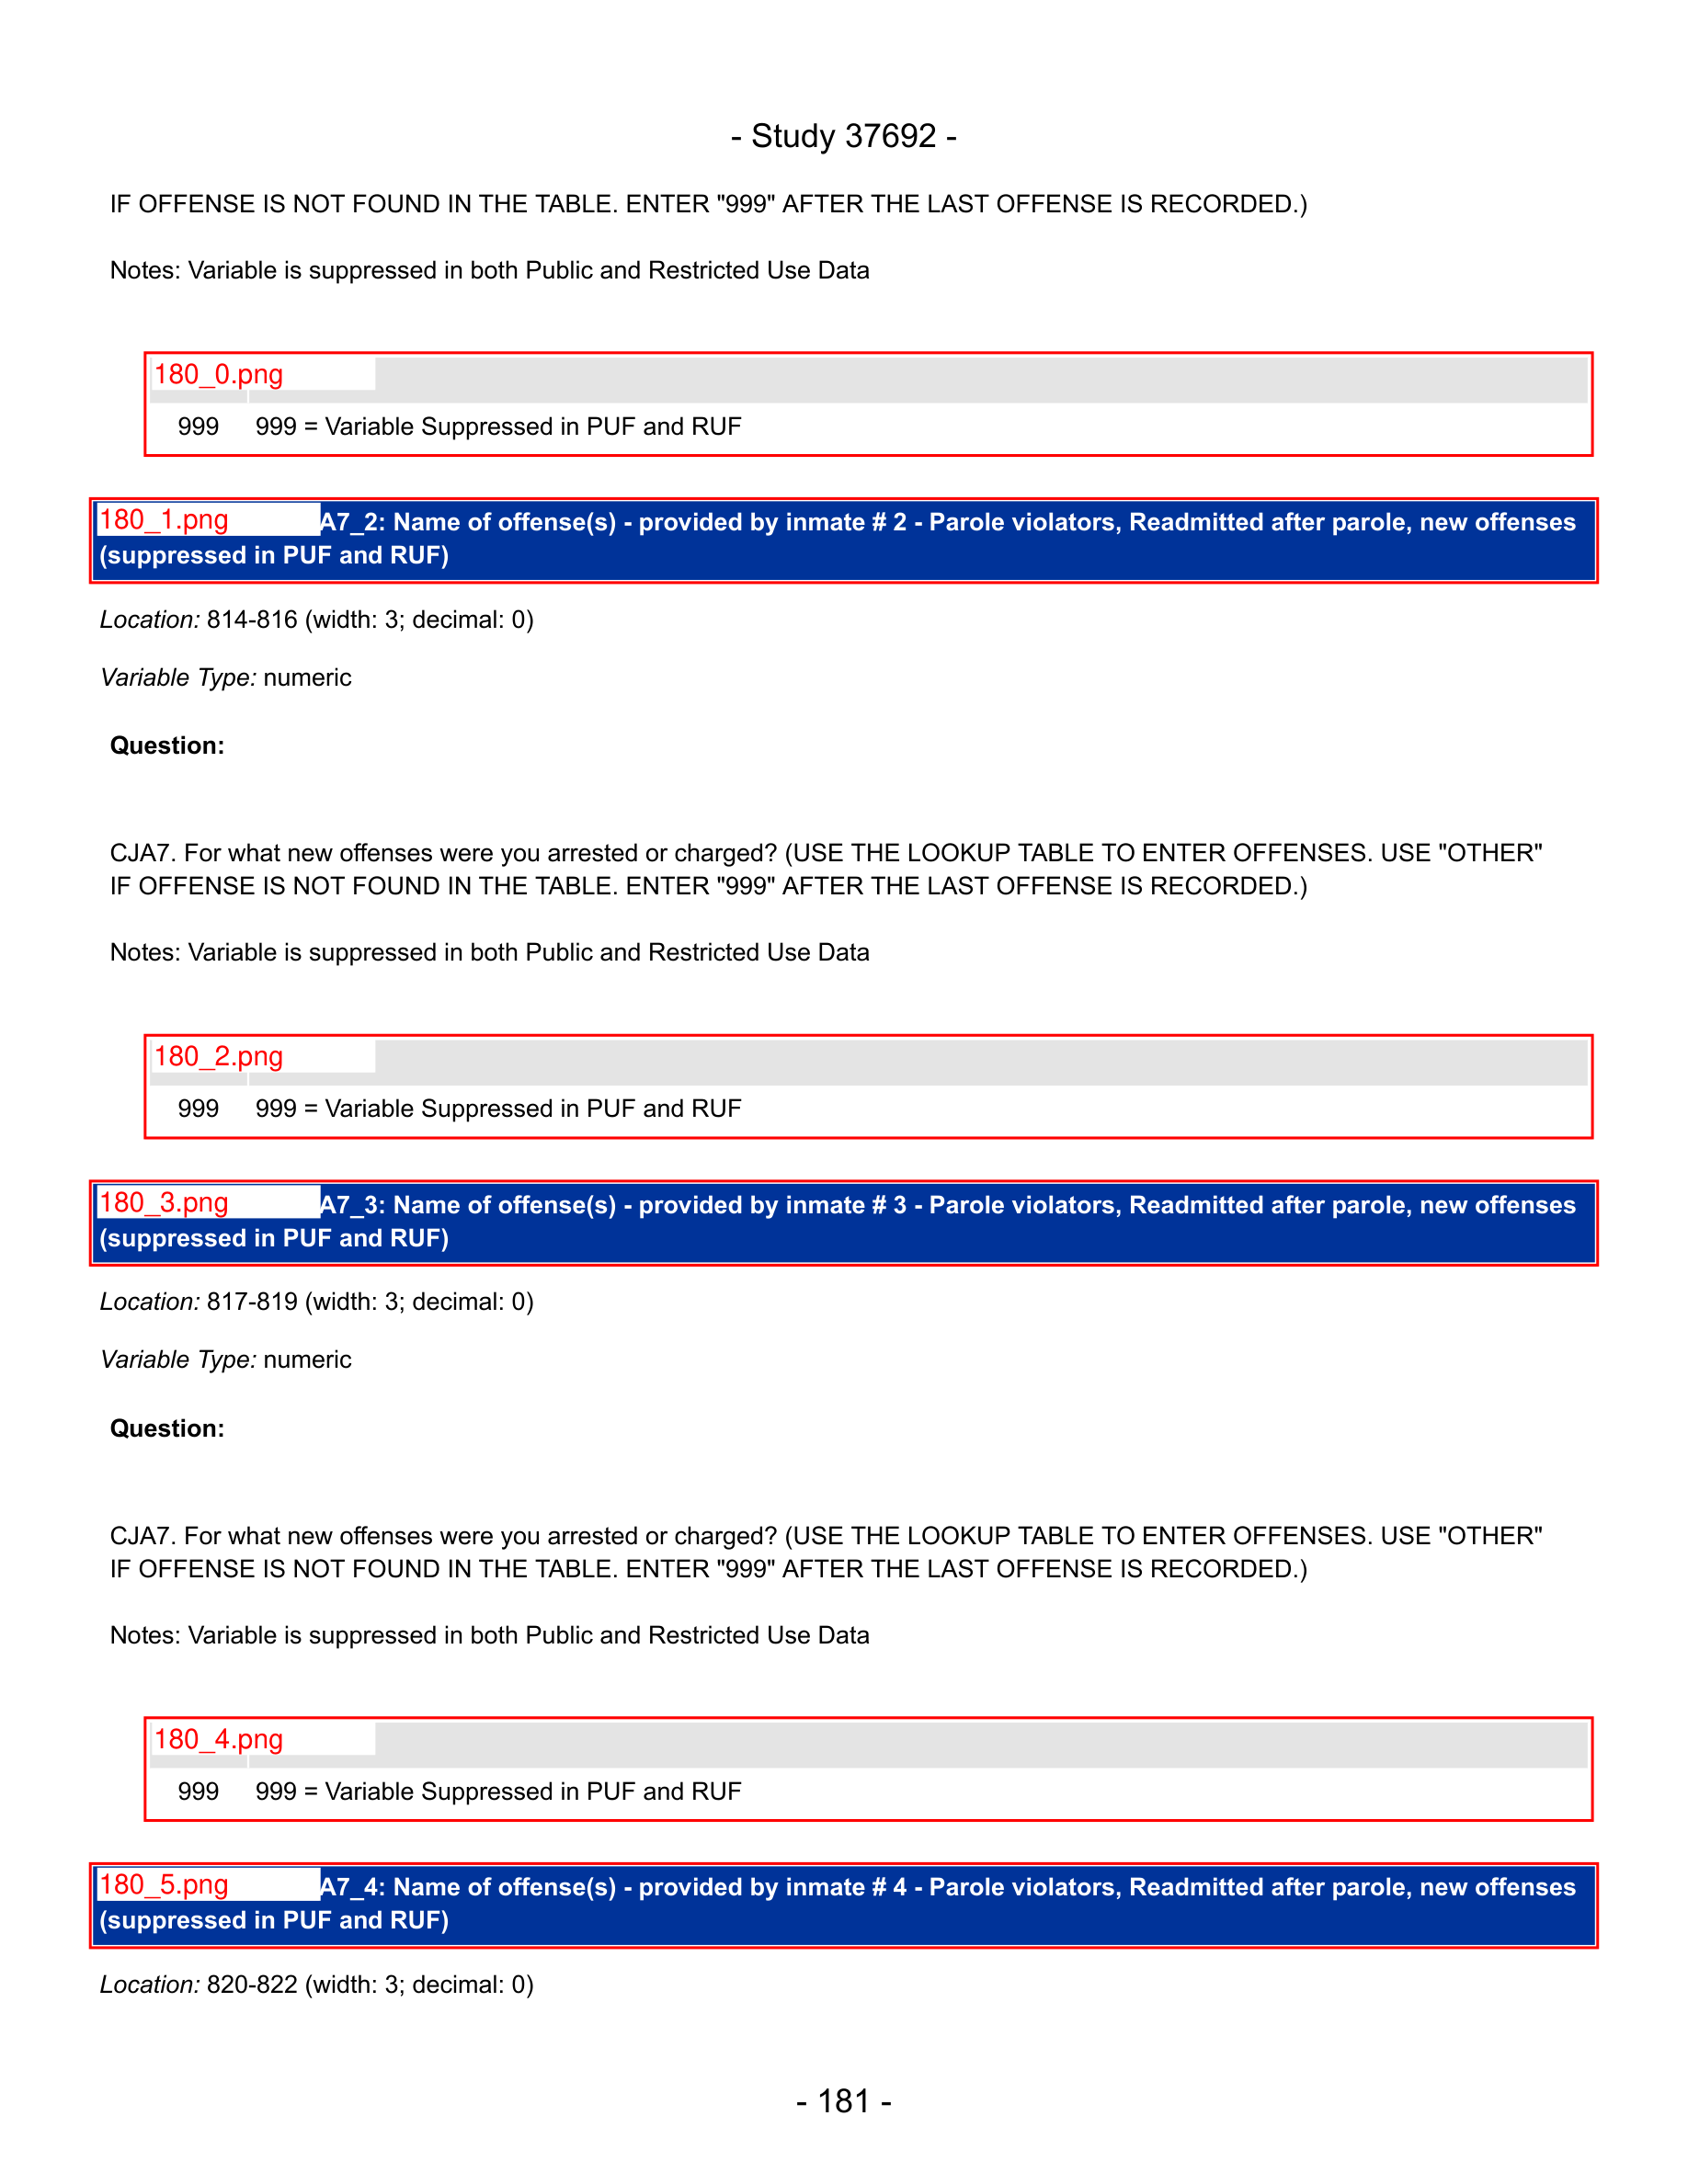 - Study 37692 -
IF OFFENSE IS NOT FOUND IN THE TABLE. ENTER "999" AFTER THE LAST OFFENSE IS RECORDED.)
Notes: Variable is suppressed in both Public and Restricted Use Data
180_0.png
999 999 = Variable Suppressed in PUF and RUF
180_1.png A7_2: Name of offense(s) - provided by inmate # 2 - Parole violators, Readmitted after parole, new offenses
(suppressed in PUF and RUF)
Location: 814-816 (width: 3; decimal: 0)
Variable Type: numeric
Question:
CJA7. For what new offenses were you arrested or charged? (USE THE LOOKUP TABLE TO ENTER OFFENSES. USE "OTHER"
IF OFFENSE IS NOT FOUND IN THE TABLE. ENTER "999" AFTER THE LAST OFFENSE IS RECORDED.)
Notes: Variable is suppressed in both Public and Restricted Use Data
180_2.png
999 999 = Variable Suppressed in PUF and RUF
180_3.png A7_3: Name of offense(s) - provided by inmate # 3 - Parole violators, Readmitted after parole, new offenses
(suppressed in PUF and RUF)
Location: 817-819 (width: 3; decimal: 0)
Variable Type: numeric
Question:
CJA7. For what new offenses were you arrested or charged? (USE THE LOOKUP TABLE TO ENTER OFFENSES. USE "OTHER"
IF OFFENSE IS NOT FOUND IN THE TABLE. ENTER "999" AFTER THE LAST OFFENSE IS RECORDED.)
Notes: Variable is suppressed in both Public and Restricted Use Data
180_4.png
999 999 = Variable Suppressed in PUF and RUF
180_5.png A7_4: Name of offense(s) - provided by inmate # 4 - Parole violators, Readmitted after parole, new offenses
(suppressed in PUF and RUF)
Location: 820-822 (width: 3; decimal: 0)
- 181 -